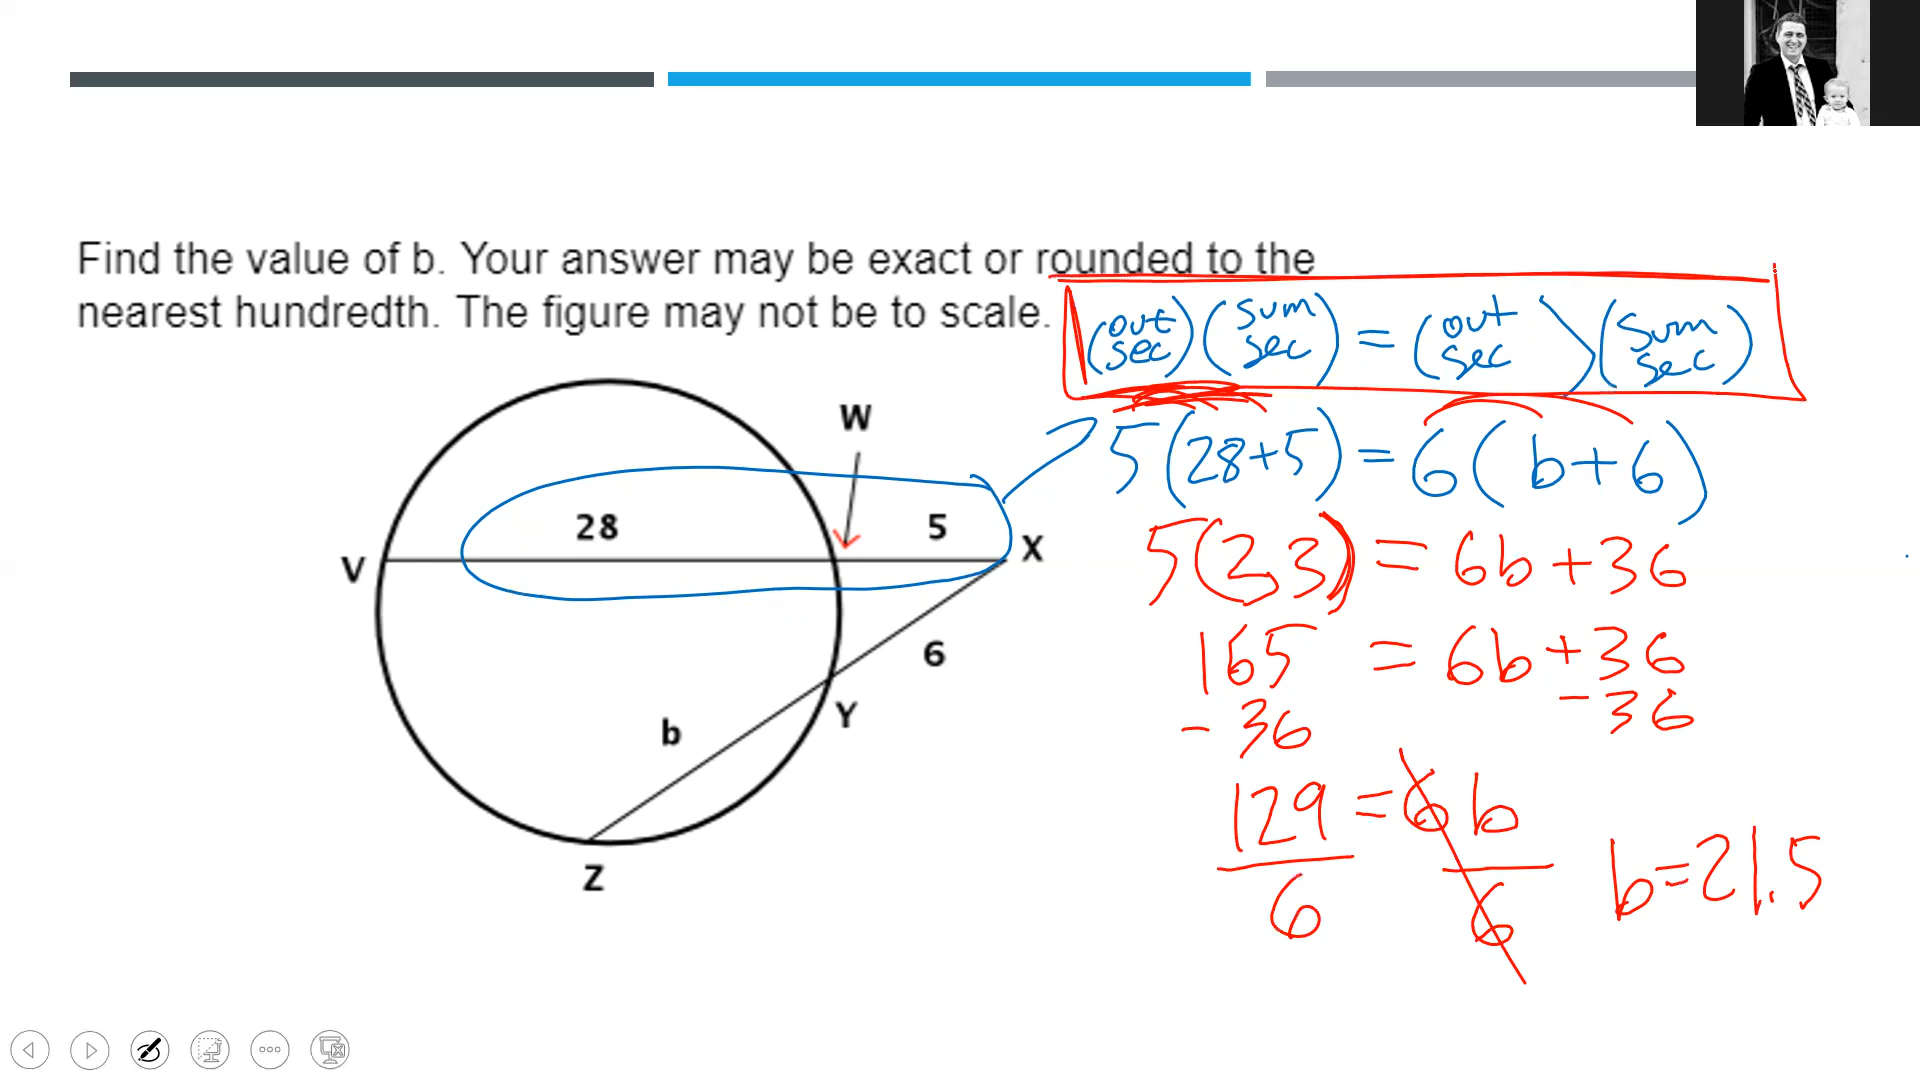 Find the value of b. Your answer may be exact or rounded to the
nearest hundredth. The figure may not be to scale.
(out sec)(sum sec) = (out sec)(sum sec)
W
5(28+5) = 6(b+6)
28
5
X
V
5(33) = 6b+36
6
165 = 6b+36
b
Y
-36 -36
129 = 6b
6 6
b=21.5
Z